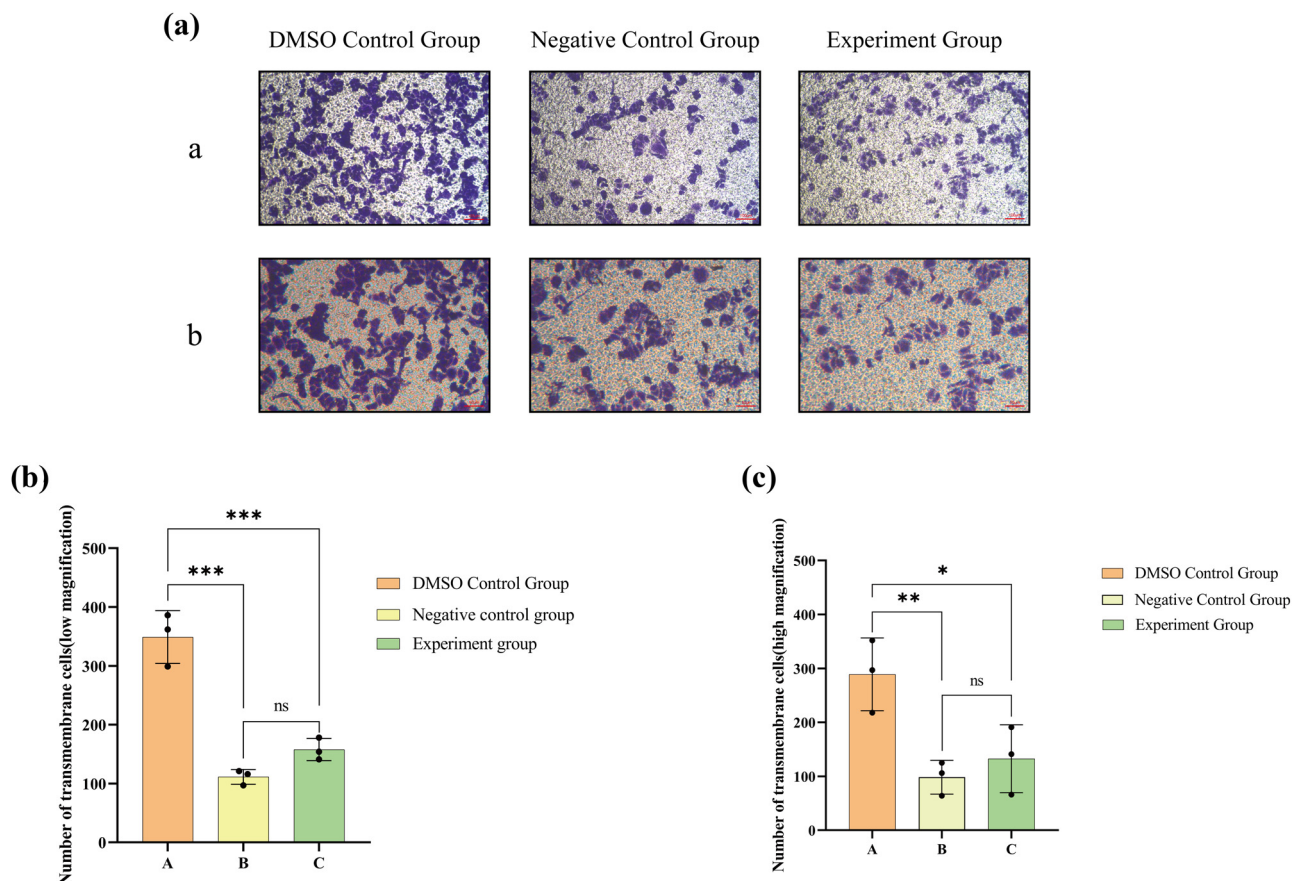 (a)
DMSO Control Group
Negative Control Group
Experiment Group
a
b
(b)
Number of transmembrane cells(low magnification)
500
400
300
200
100
0
***
***
ns
A
B
C
DMSO Control Group
Negative control group
Experiment group
(c)
Number of transmembrane cells(high magnification)
500
400
300
200
100
0
*
**
ns
A
B
C
DMSO Control Group
Negative Control Group
Experiment Group